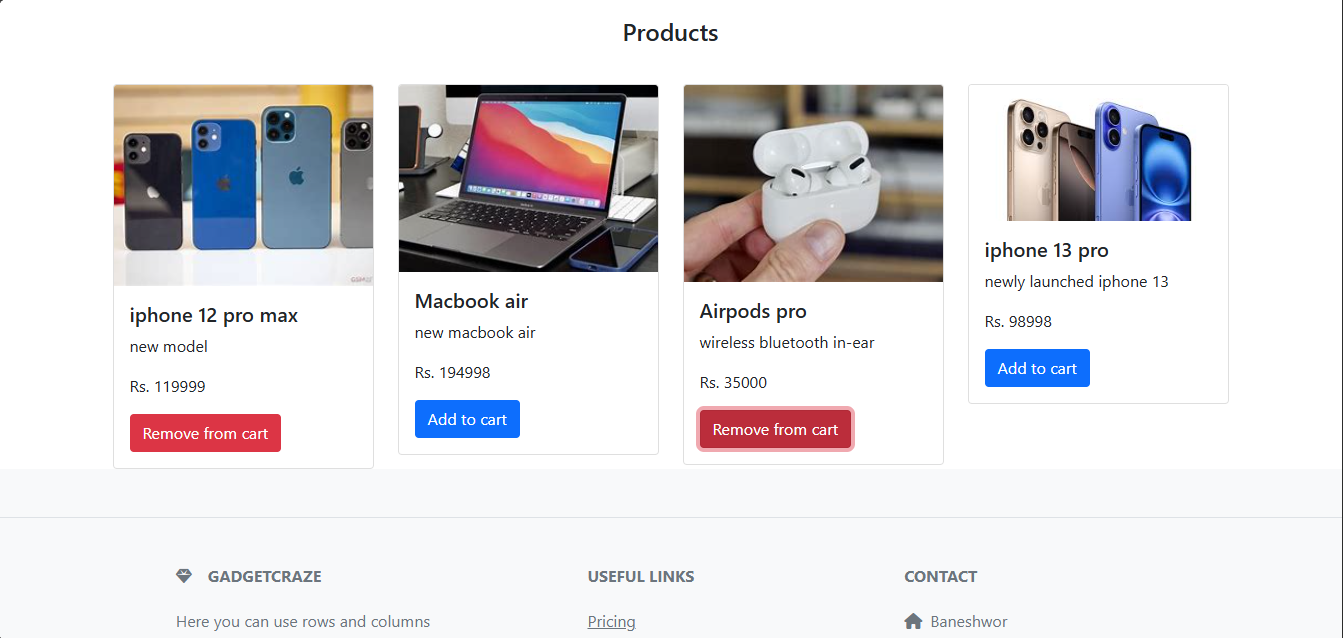 Products
iphone 12 pro max
new model
Rs. 119999
Remove from cart
Macbook air
new macbook air
Rs. 194998
Add to cart
Airpods pro
wireless bluetooth in-ear
Rs. 35000
Remove from cart
iphone 13 pro
newly launched iphone 13
Rs. 98998
Add to cart
GADGETCRAZE
Here you can use rows and columns
USEFUL LINKS
Pricing
CONTACT
Baneshwor